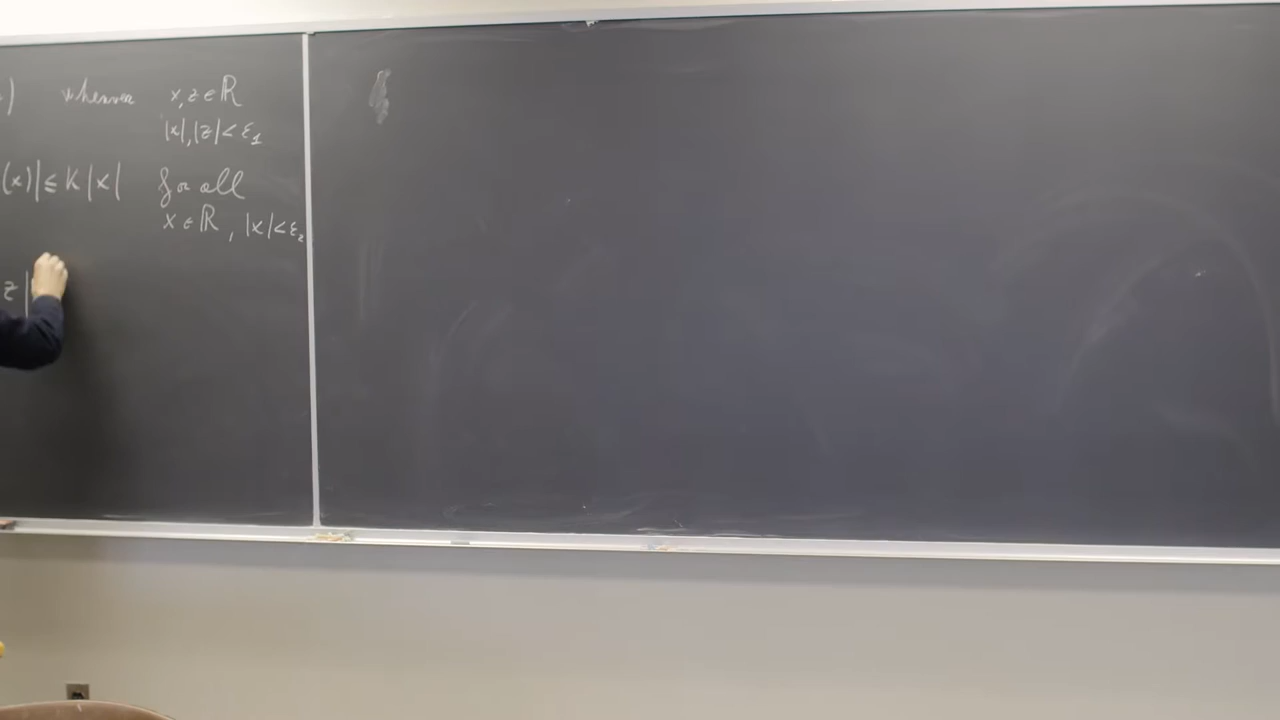 ) whenever x, z ∈ ℝ
|x|, |z| < ε₁
(x)| ≤ K|x| for all
x ∈ ℝ, |x| < ε₂
z|